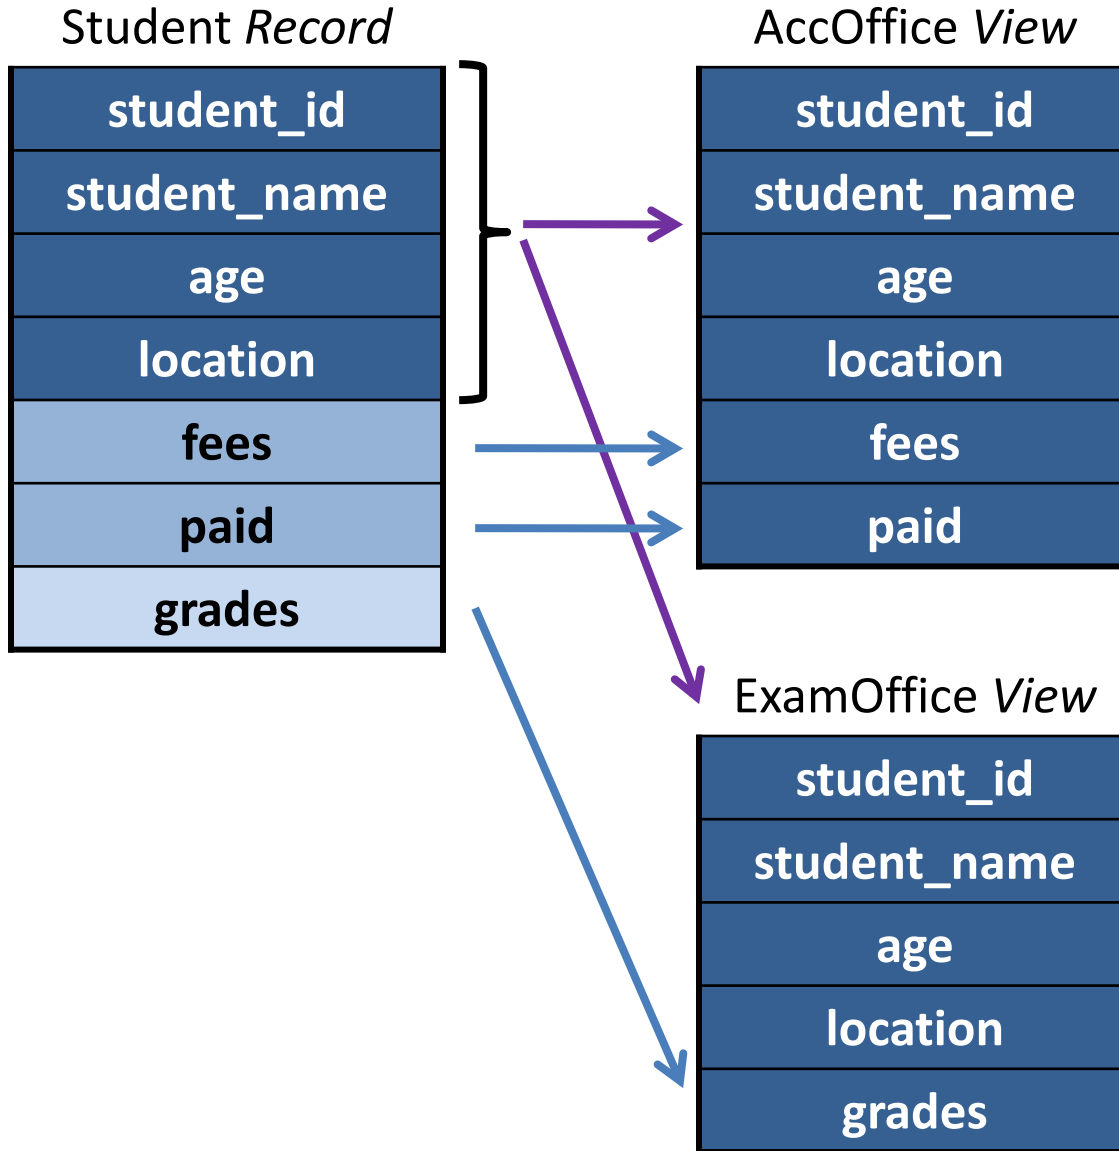 Student Record
student_id
student_name
age
location
fees
paid
grades
AccOffice View
student_id
student_name
age
location
fees
paid
ExamOffice View
student_id
student_name
age
location
grades